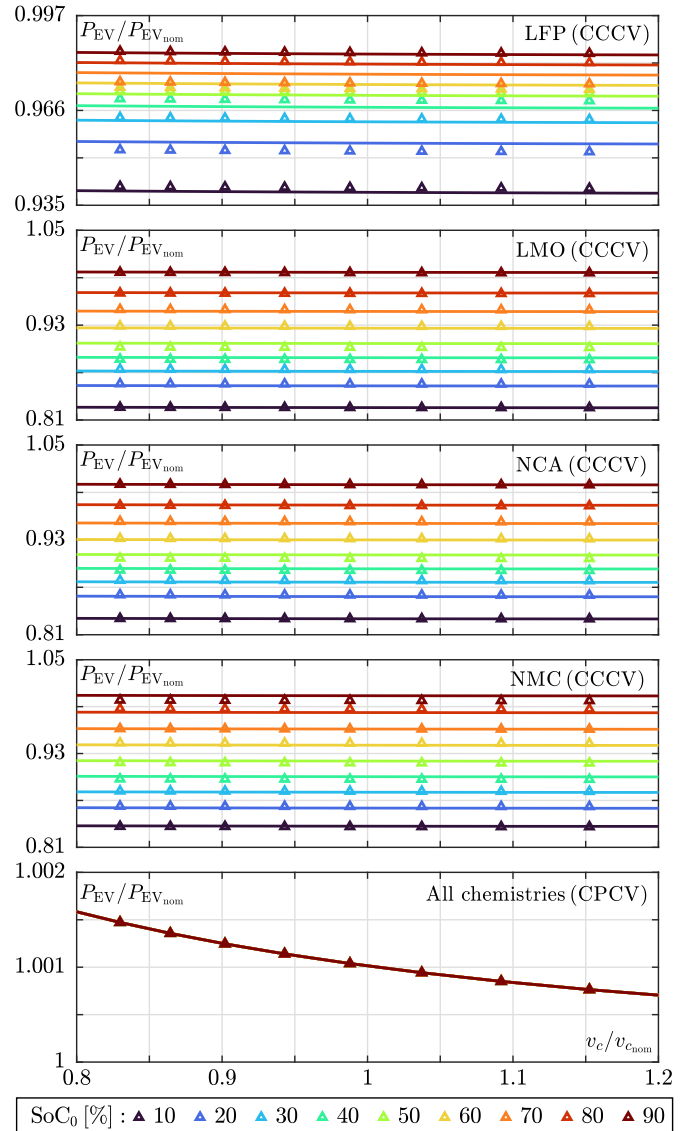 0.997
P_EV/P_EV_nom
LFP (CCCV)
0.966
0.935
1.05
P_EV/P_EV_nom
LMO (CCCV)
0.93
0.81
1.05
P_EV/P_EV_nom
NCA (CCCV)
0.93
0.81
1.05
P_EV/P_EV_nom
NMC (CCCV)
0.93
0.81
1.002
P_EV/P_EV_nom
All chemistries (CPCV)
1.001
v_c/v_c_nom
1
0.8 0.9 1 1.1 1.2
SoC_0 [%] : 10 20 30 40 50 60 70 80 90